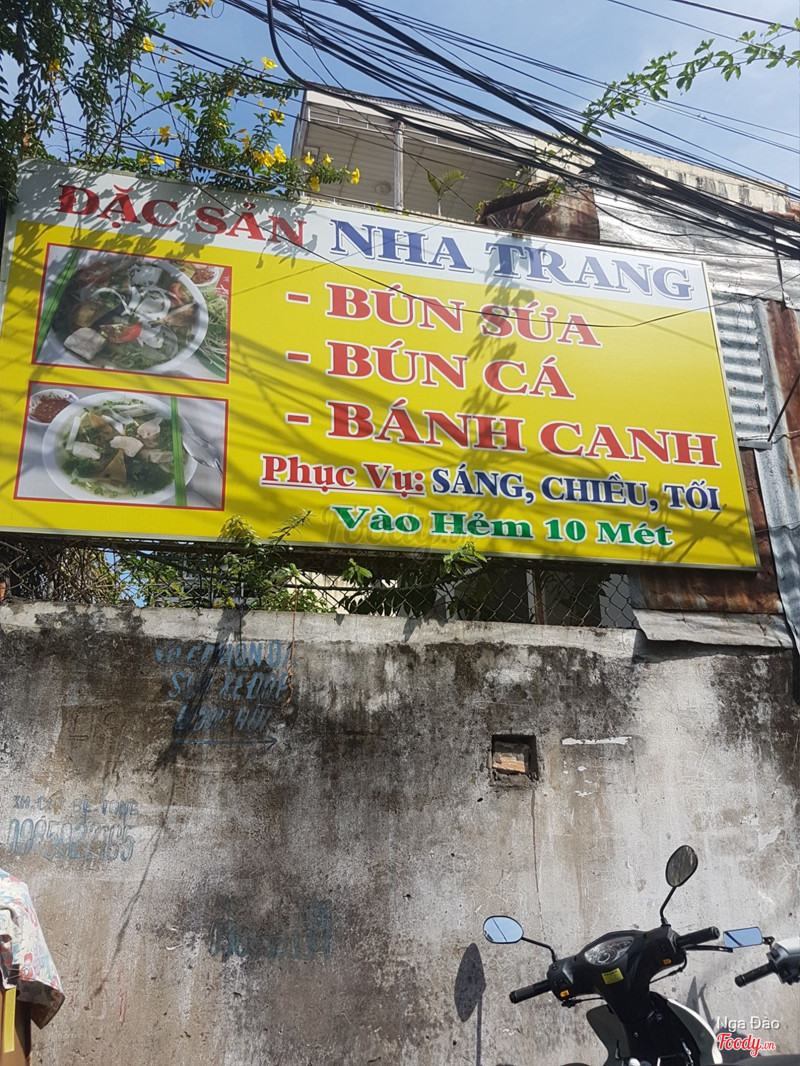 ĐẶC SẢN NHA TRANG
- BÚN SỨA
- BÚN CÁ
- BÁNH CANH
Phục Vụ: SÁNG, CHIỀU, TỐI
Vào Hẻm 10 Mét
Foody
Nga Đào
Foody.vn